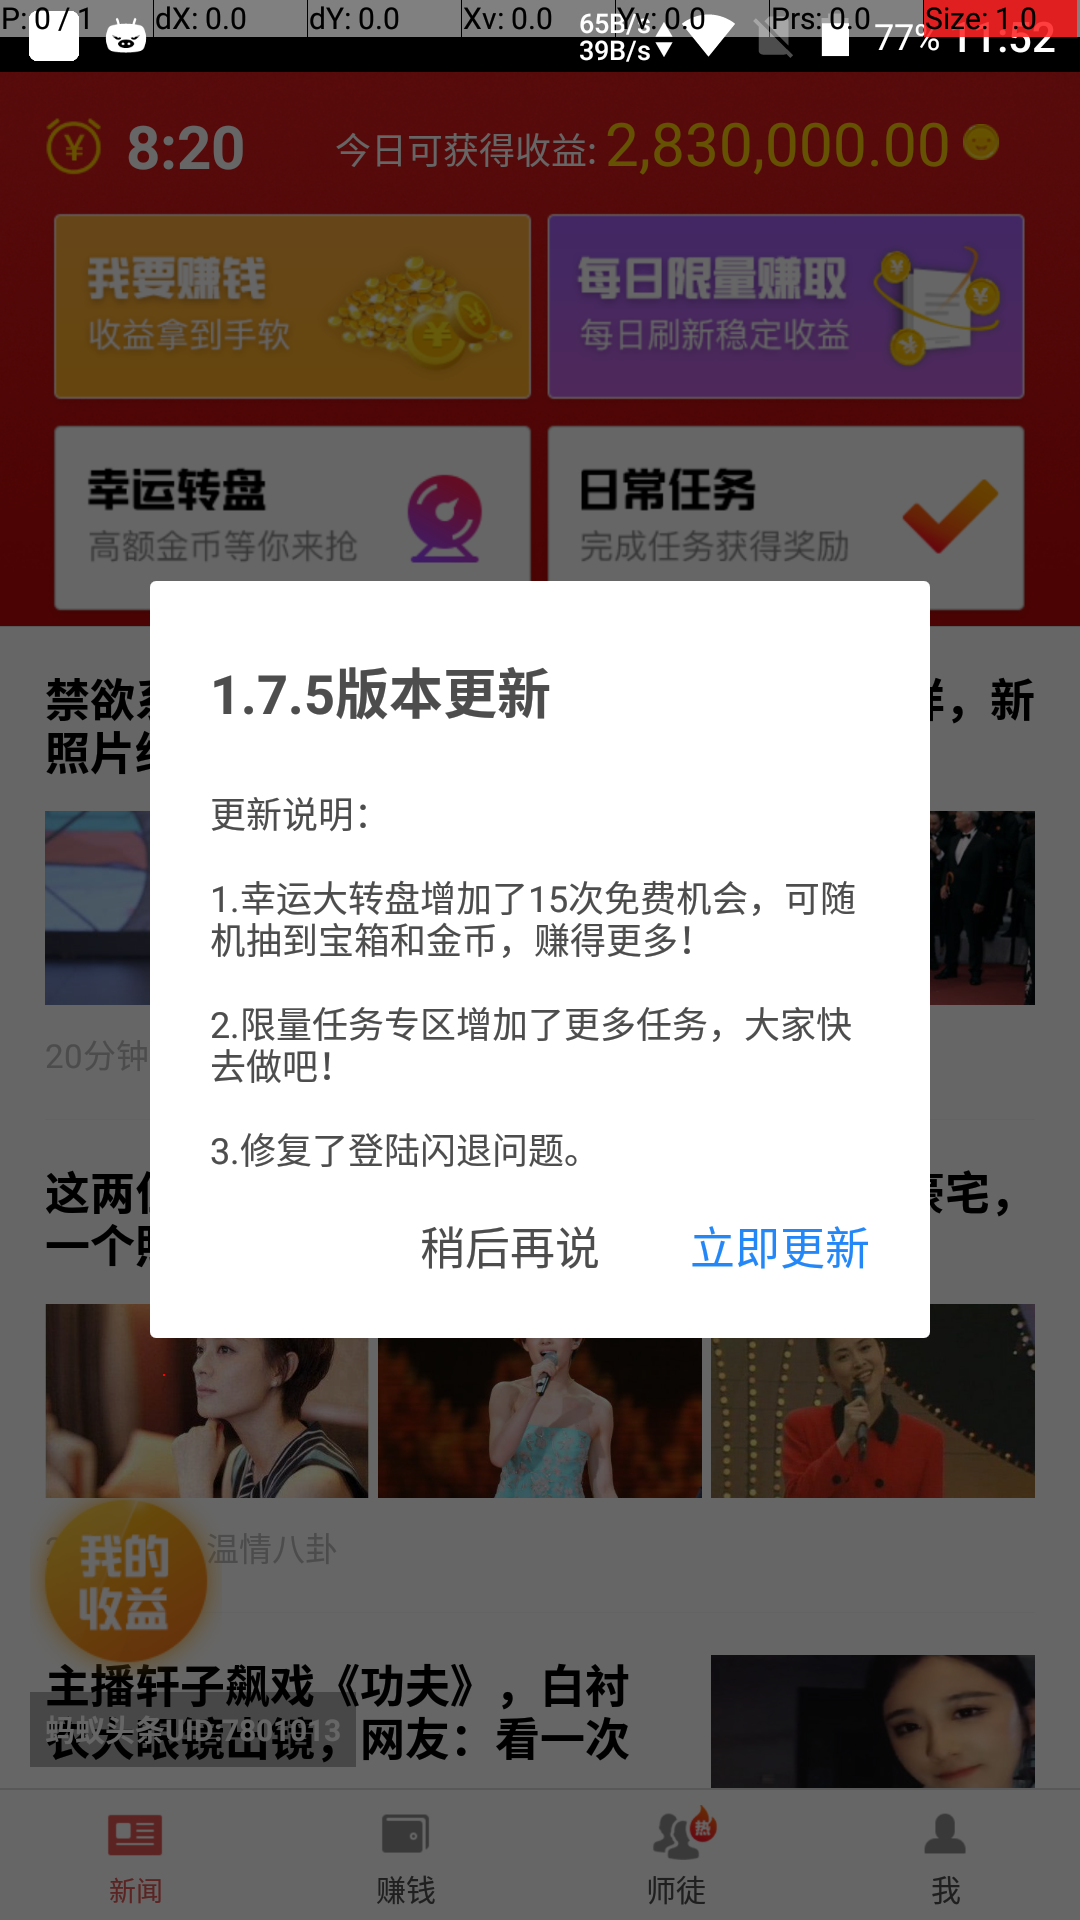 P: 0 / 1 dX: 0.0 dY: 0.0 Xv: 0.0 Yv: 0.0 Prs: 0.0 Size: 1.0
65B/s
39B/s 77% 11:52
8:20 今日可获得收益: 2,830,000.00
我要赚钱 每日限量赚取
收益拿到手软 每日刷新稳定收益
幸运转盘 日常任务
高额金币等你来抢 完成任务获得奖励
禁欲 ，新
照片
1.7.5版本更新
更新说明：
1.幸运大转盘增加了15次免费机会，可随
机抽到宝箱和金币，赚得更多！
2.限量任务专区增加了更多任务，大家快
去做吧！
3.修复了登陆闪退问题。
稍后再说 立即更新
20分钟
这两 豪宅，
一个
温情八卦
我的
收益
主播轩子飙戏《功夫》，白衬
衣大眼镜出镜，网友：看一次
蚂蚁头条UID:7801013
热
新闻 赚钱 师徒 我